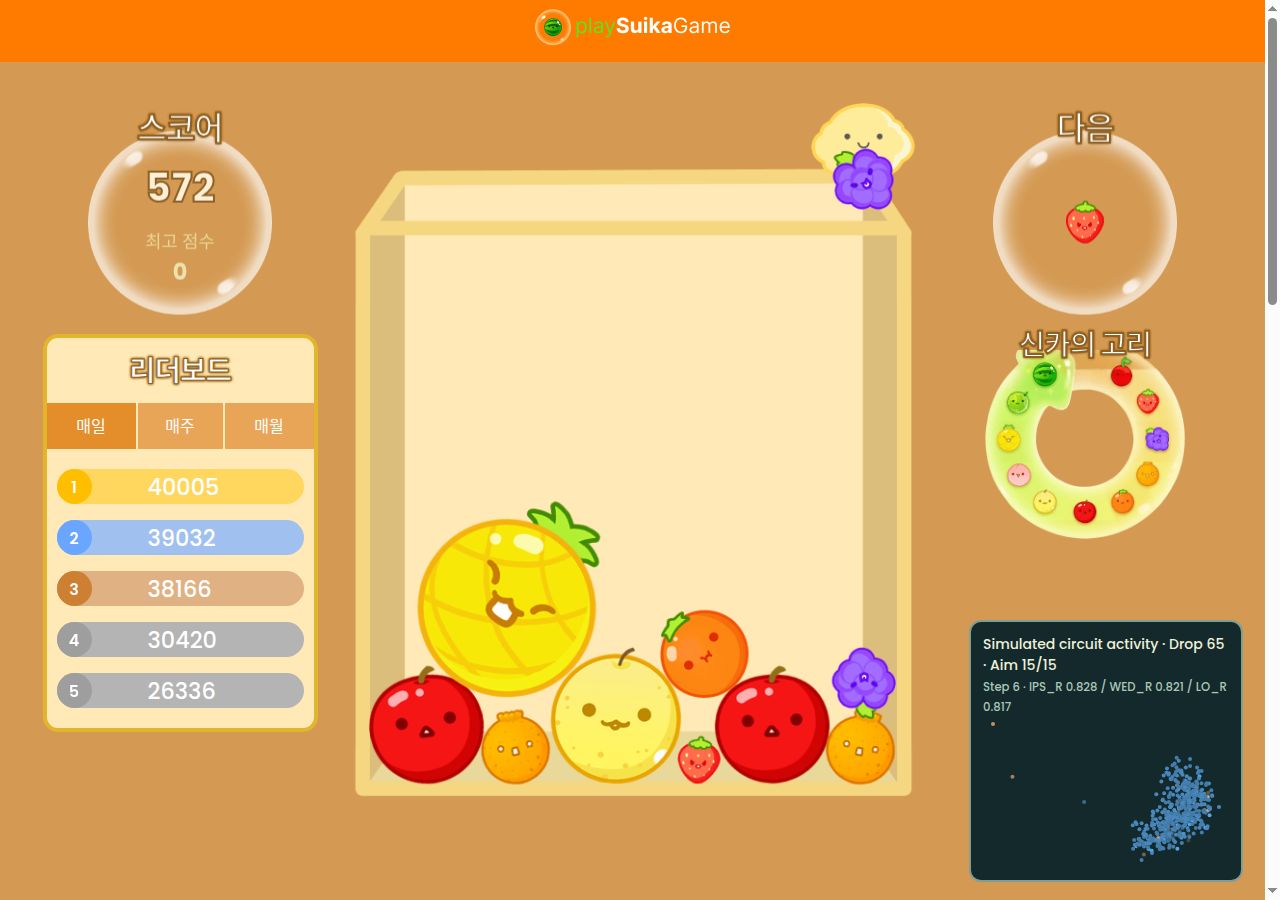 playSuikaGame
스코어
572
최고 점수
0
다음
신카의 고리
리더보드
매일 매주 매월
1 40005
2 39032
3 38166
4 30420
5 26336
Simulated circuit activity · Drop 65
· Aim 15/15
Step 6 · IPS_R 0.828 / WED_R 0.821 / LO_R
0.817